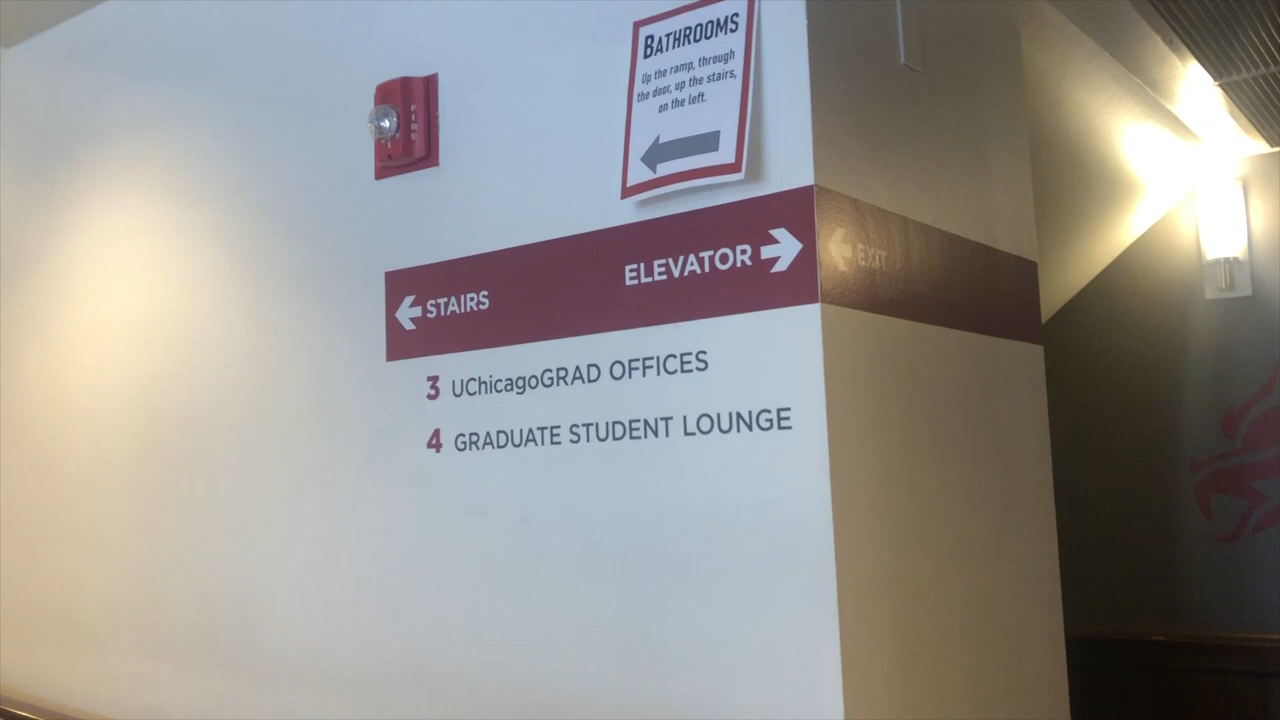 BATHROOMS
Up the ramp, through
the door, up the stairs,
on the left.
FIRE
STAIRS
ELEVATOR
EXIT
3 UChicagoGRAD OFFICES
4 GRADUATE STUDENT LOUNGE